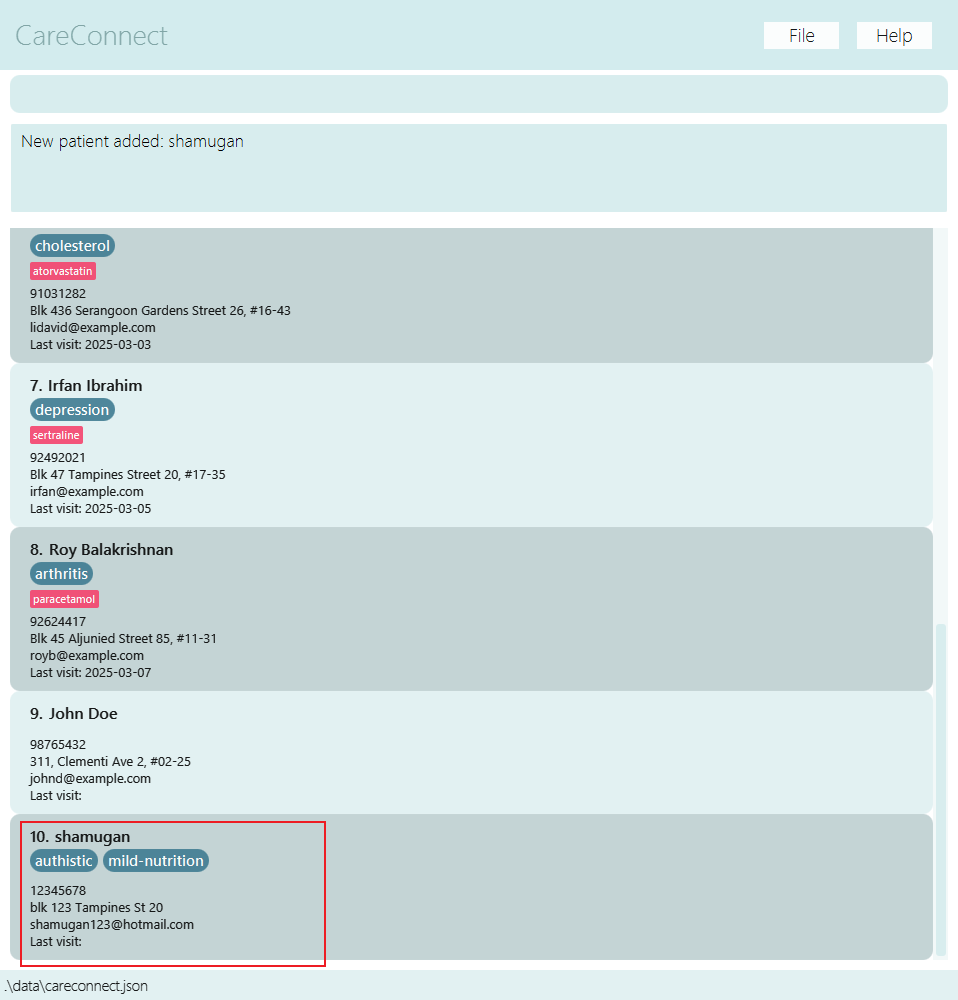 CareConnect
File Help
New patient added: shamugan
cholesterol
atorvastatin
91031282
Blk 436 Serangoon Gardens Street 26, #16-43
lidavid@example.com
Last visit: 2025-03-03
7. Irfan Ibrahim
depression
sertraline
92492021
Blk 47 Tampines Street 20, #17-35
irfan@example.com
Last visit: 2025-03-05
8. Roy Balakrishnan
arthritis
paracetamol
92624417
Blk 45 Aljunied Street 85, #11-31
royb@example.com
Last visit: 2025-03-07
9. John Doe
98765432
311, Clementi Ave 2, #02-25
johnd@example.com
Last visit:
10. shamugan
authistic mild-nutrition
12345678
blk 123 Tampines St 20
shamugan123@hotmail.com
Last visit:
.\data\careconnect.json